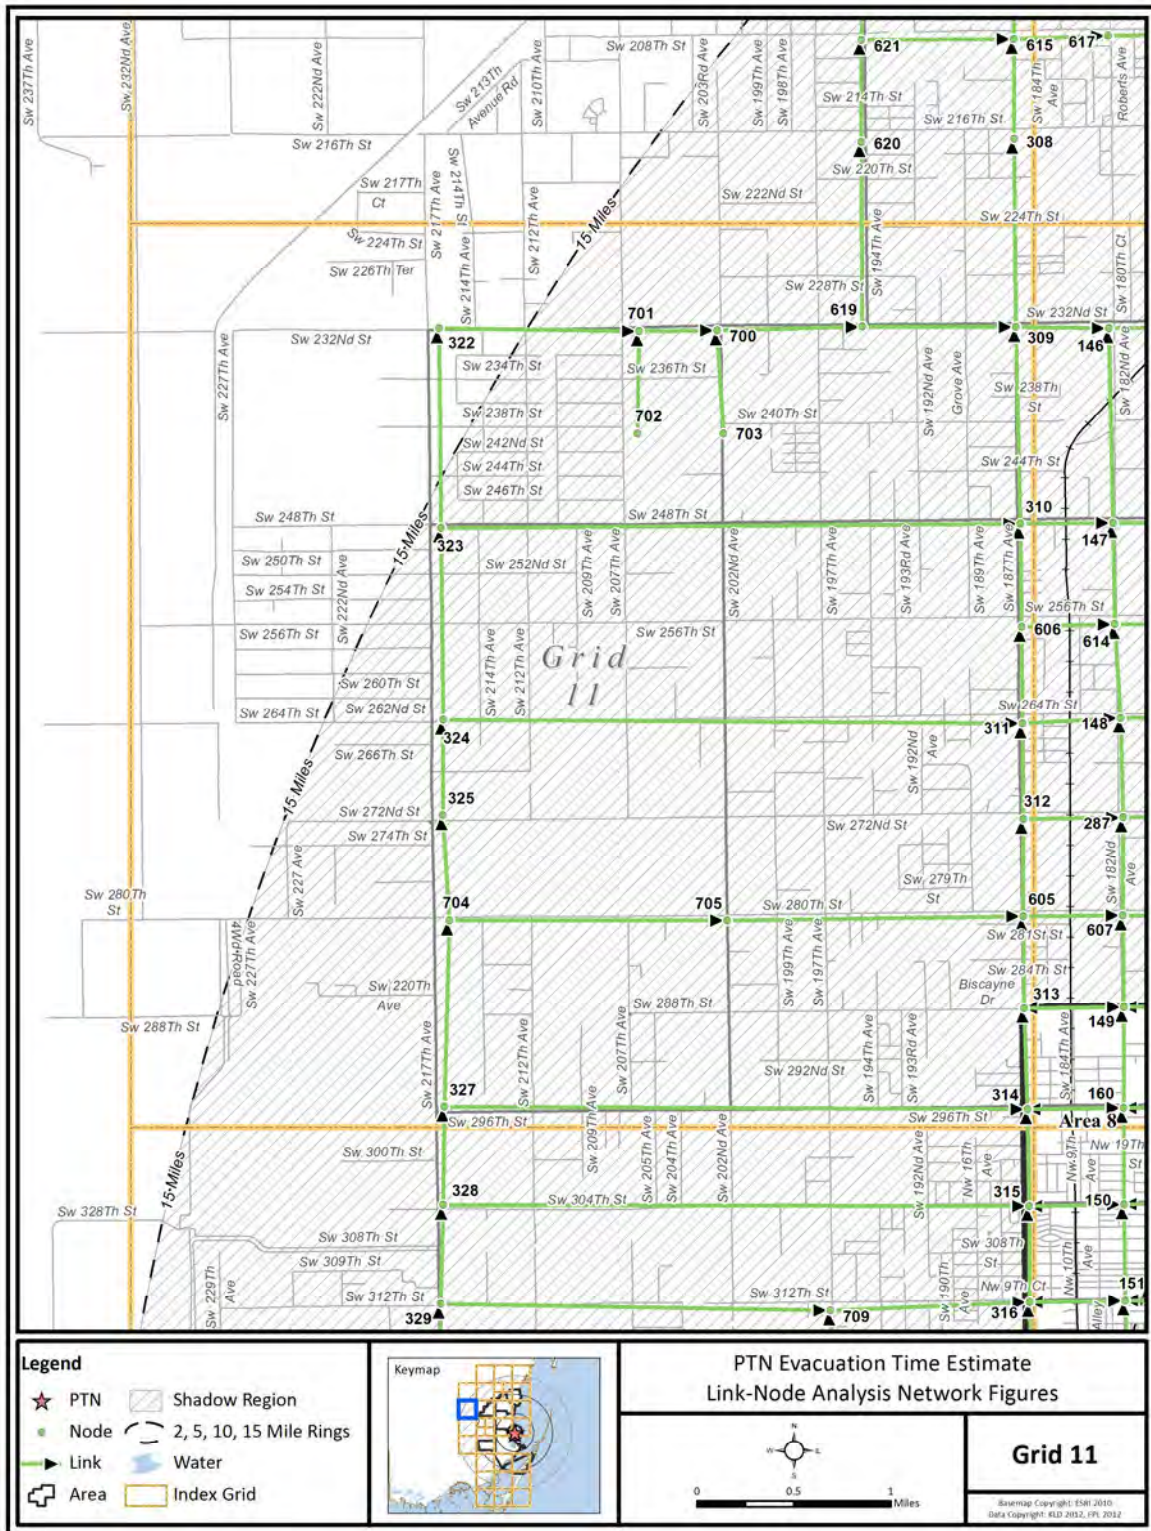 Sw 237Th Ave
Sw 232Nd Ave
Sw 222Nd Ave
Sw 213Th
Avenue Rd
Sw 210Th Ave
Sw 208Th St
Sw 203Rd Ave
Sw 199Th Ave
Sw 198Th Ave
621
615
617
Sw 184Th
Ave
Roberts Ave
Sw 214Th St
Sw 216Th St
Sw 216Th St
620
308
Sw 220Th St
Sw 217Th
Ct
Sw 217Th Ave
Sw 214Th St
Sw 222Nd St
Sw 212Th Ave
15 Miles
Sw 224Th St
Sw 224Th St
Sw 226Th Ter
Sw 214Th Ave
Sw 194Th Ave
Sw 180Th Ct
Sw 228Th St
619
701
700
Sw 232Nd St
Sw 232Nd St
322
309
146
Sw 227Th Ave
Sw 234Th St
Sw 236Th St
Sw 192Nd Ave
Grove Ave
Sw 238Th
St
Sw 182Nd Ave
Sw 238Th St
702
703
Sw 240Th St
Sw 242Nd St
Sw 244Th St
Sw 244Th St
Sw 246Th St
Sw 248Th St
Sw 248Th St
310
323
147
15 Miles
Sw 250Th St
Sw 252Nd St
Sw 254Th St
Sw 222Nd Ave
Sw 209Th Ave
Sw 207Th Ave
Sw 202Nd Ave
Sw 197Th Ave
Sw 193Rd Ave
Sw 189Th Ave
Sw 187Th Ave
Sw 256Th St
Sw 256Th St
Sw 256Th St
606
614
Sw 214Th Ave
Sw 212Th Ave
Grid
11
Sw 260Th St
Sw 262Nd St
Sw 264Th St
Sw 264Th St
324
311
148
Sw 266Th St
Sw 192Nd
Ave
15 Miles
325
312
Sw 272Nd St
Sw 272Nd St
287
Sw 274Th St
Sw 227 Ave
Sw 279Th
St
Sw 182Nd
Ave
Sw 280Th
St
704
705
Sw 280Th St
605
607
4Wd Road
Sw 227Th Ave
Sw 281St St
Sw 199Th Ave
Sw 197Th Ave
Sw 284Th St
Biscayne
Dr
Sw 220Th
Ave
Sw 288Th St
313
Sw 288Th St
149
Sw 217Th Ave
Sw 212Th Ave
Sw 207Th Ave
Sw 292Nd St
Sw 194Th Ave
Sw 193Rd Ave
Sw 184Th Ave
327
314
160
Sw 296Th St
Sw 296Th St
Area 8
Sw 300Th St
Sw 209Th Ave
Sw 205Th Ave
Sw 204Th Ave
Sw 202Nd Ave
Sw 192Nd Ave
Nw 16Th
Ave
Nw 9Th
Ave
Nw 19Th
St
15 Miles
328
Sw 304Th St
315
150
Sw 328Th St
Sw 308Th St
Sw 308Th
St
Sw 309Th St
Sw 229Th
Ave
Nw 10Th
Ave
Sw 312Th St
Sw 312Th St
Sw 190Th
Ave
Nw 9Th Ct
151
329
709
316
Alley
Legend
PTN
Shadow Region
Node
2, 5, 10, 15 Mile Rings
Link
Water
Area
Index Grid
Keymap
PTN Evacuation Time Estimate
Link-Node Analysis Network Figures
N
W
E
S
0 0.5 1
Miles
Grid 11
Basemap Copyright: ESRI 2010
Data Copyright: KLD 2012, FPL 2012